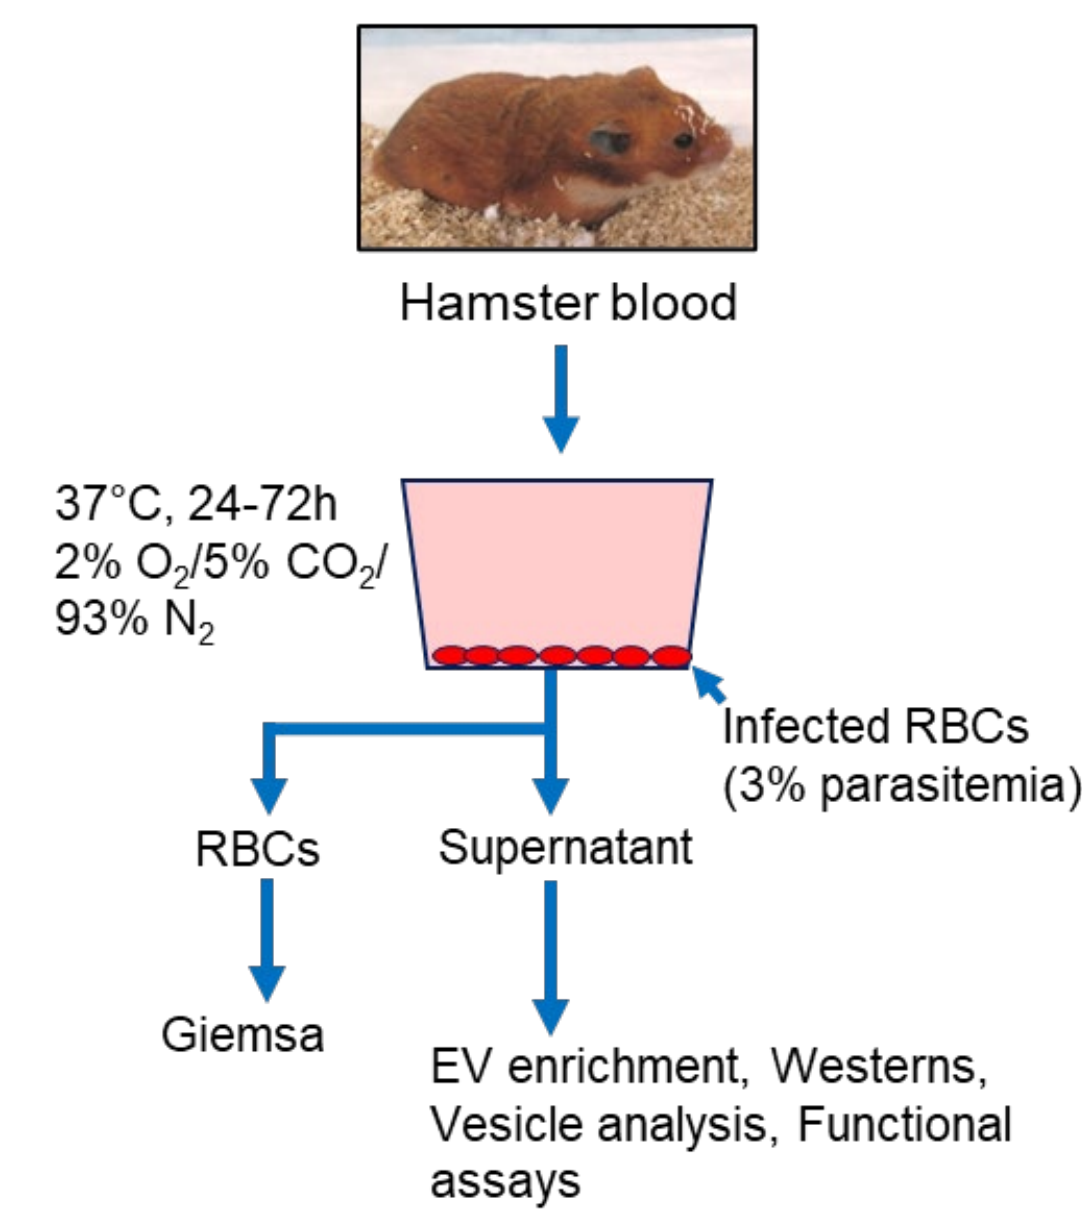 Hamster blood
37°C, 24-72h
2% O₂/5% CO₂/
93% N₂
Infected RBCs
(3% parasitemia)
RBCs
Supernatant
Giemsa
EV enrichment, Westerns,
Vesicle analysis, Functional
assays